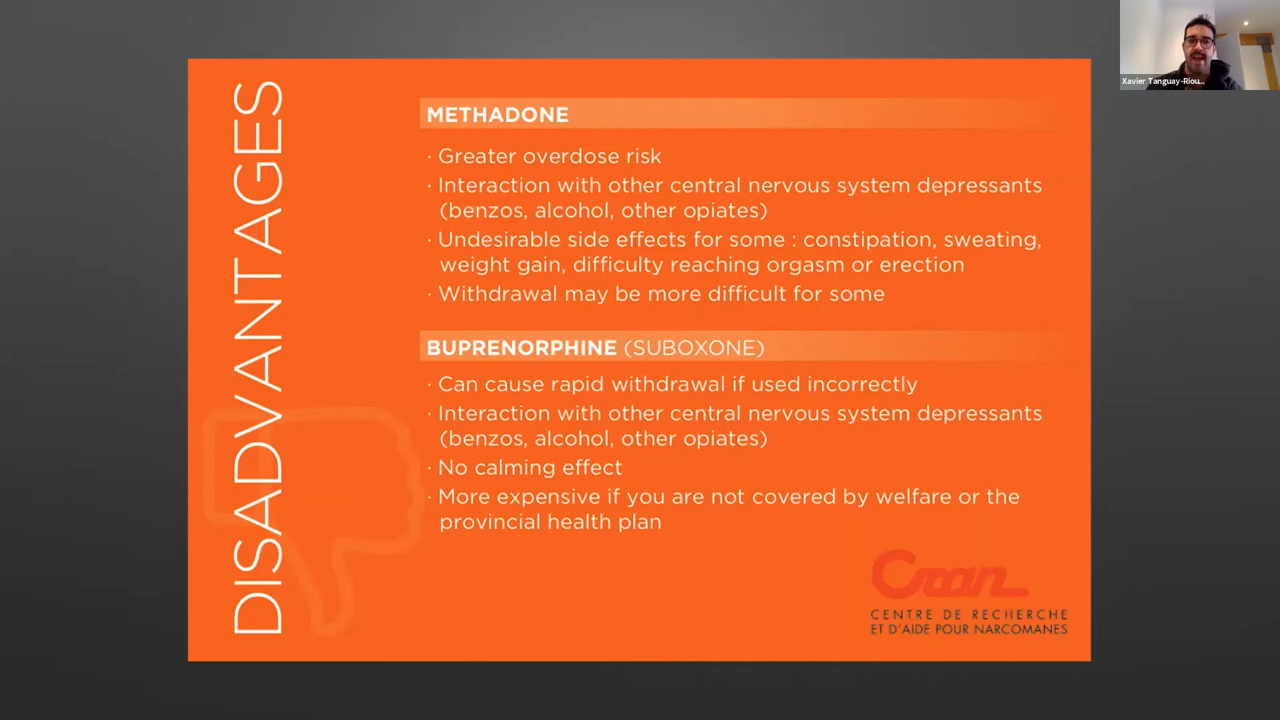 DISADVANTAGES
METHADONE
· Greater overdose risk
· Interaction with other central nervous system depressants
(benzos, alcohol, other opiates)
· Undesirable side effects for some : constipation, sweating,
weight gain, difficulty reaching orgasm or erection
· Withdrawal may be more difficult for some
BUPRENORPHINE (SUBOXONE)
· Can cause rapid withdrawal if used incorrectly
· Interaction with other central nervous system depressants
(benzos, alcohol, other opiates)
· No calming effect
· More expensive if you are not covered by welfare or the
provincial health plan
Cran
CENTRE DE RECHERCHE
ET D'AIDE POUR NARCOMANES
Xavier Tanguay-Riou...